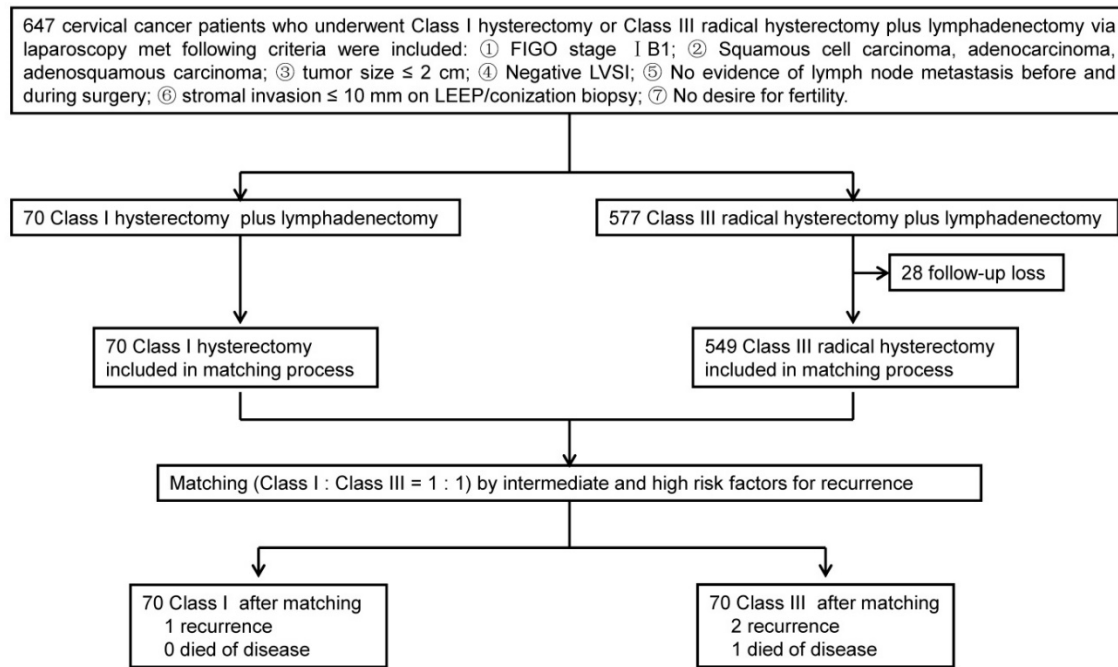 647 cervical cancer patients who underwent Class I hysterectomy or Class III radical hysterectomy plus lymphadenectomy via
laparoscopy met following criteria were included: ① FIGO stage ⅠB1; ② Squamous cell carcinoma, adenocarcinoma,
adenosquamous carcinoma; ③ tumor size ≤ 2 cm; ④ Negative LVSI; ⑤ No evidence of lymph node metastasis before and
during surgery; ⑥ stromal invasion ≤ 10 mm on LEEP/conization biopsy; ⑦ No desire for fertility.
70 Class I hysterectomy plus lymphadenectomy
577 Class III radical hysterectomy plus lymphadenectomy
28 follow-up loss
70 Class I hysterectomy
included in matching process
549 Class III radical hysterectomy
included in matching process
Matching (Class I : Class III = 1 : 1) by intermediate and high risk factors for recurrence
70 Class I after matching
1 recurrence
0 died of disease
70 Class III after matching
2 recurrence
1 died of disease